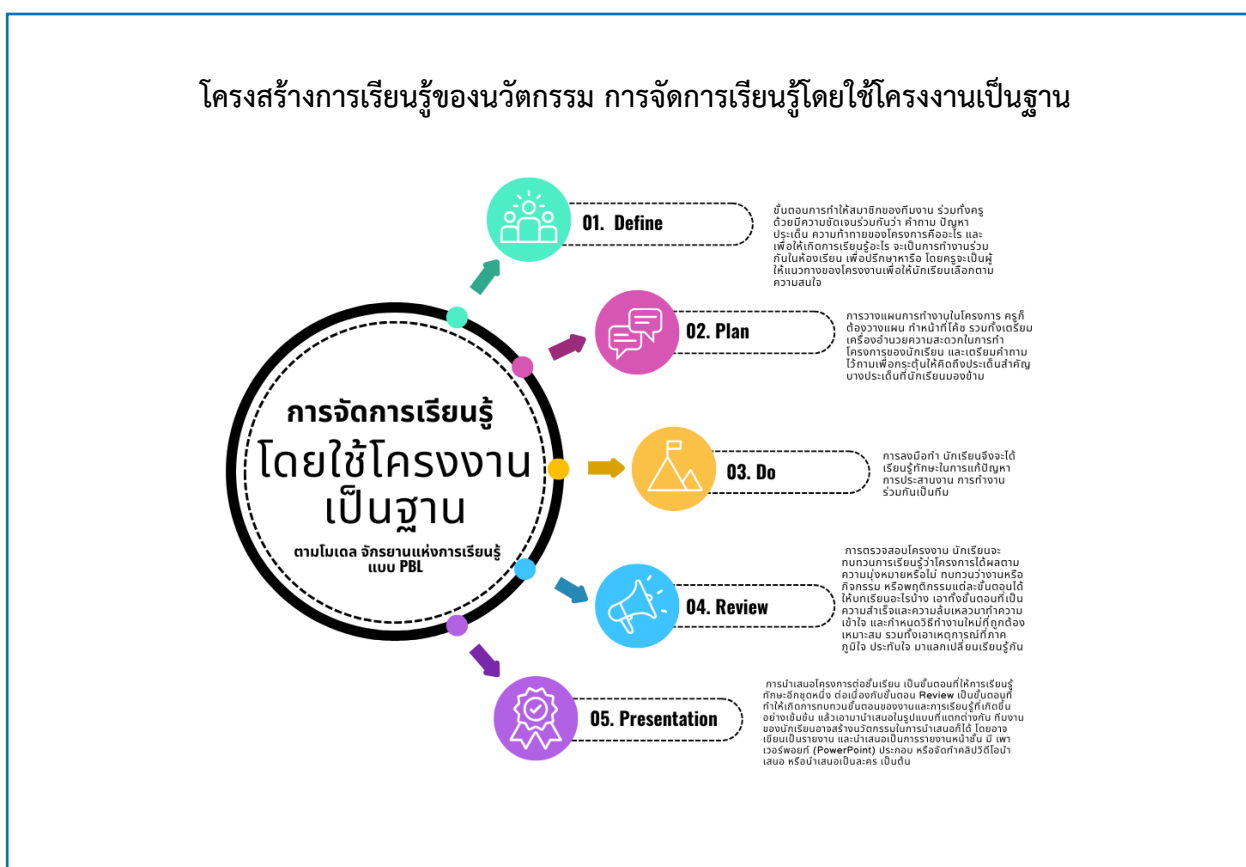 โครงสร้างการเรียนรู้ของนวัตกรรม การจัดการเรียนรู้โดยใช้โครงงานเป็นฐาน
การจัดการเรียนรู้
โดยใช้โครงงาน
เป็นฐาน
ตามโมเดล จักรยานแห่งการเรียนรู้
แบบ PBL
01. Define
ขั้นตอนการทำให้สมาชิกของทีมงาน ร่วมทั้งครู
ด้วยมีความชัดเจนร่วมกันว่า คำถาม ปัญหา
ประเด็น ความท้าทายของโครงการคืออะไร และ
เพื่อให้เกิดการเรียนรู้อะไร จะเป็นการทำงานร่วม
กันในห้องเรียน เพื่อปรึกษาหารือ โดยครูจะเป็นผู้
ให้แนวทางของโครงงานเพื่อให้นักเรียนเลือกตาม
ความสนใจ
02. Plan
การวางแผนการทำงานในโครงการ ครูก็
ต้องวางแผน ทำหน้าที่โค้ช รวมทั้งเตรียม
เครื่องอำนวยความสะดวกในการทำ
โครงการของนักเรียน และเตรียมคำถาม
ไว้ถามเพื่อกระตุ้นให้คิดถึงประเด็นสำคัญ
บางประเด็นที่นักเรียนมองข้าม
03. Do
การลงมือทำ นักเรียนจึงจะได้
เรียนรู้ทักษะในการแก้ปัญหา
การประสานงาน การทำงาน
ร่วมกันเป็นทีม
04. Review
การตรวจสอบโครงงาน นักเรียนจะ
ทบทวนการเรียนรู้ว่าโครงการได้ผลตาม
ความมุ่งหมายหรือไม่ ทบทวนว่างานหรือ
กิจกรรม หรือพฤติกรรมแต่ละขั้นตอนได้
ให้บทเรียนอะไรบ้าง เอาทั้งขั้นตอนที่เป็น
ความสำเร็จและความล้มเหลวมาทำความ
เข้าใจ และกำหนดวิธีทำงานใหม่ที่ถูกต้อง
เหมาะสม รวมทั้งเอาเหตุการณ์ที่ภาค
ภูมิใจ ประทับใจ มาแลกเปลี่ยนเรียนรู้กัน
05. Presentation
การนำเสนอโครงการต่อชั้นเรียน เป็นขั้นตอนที่ให้การเรียนรู้
ทักษะอีกชุดหนึ่ง ต่อเนื่องกับขั้นตอน Review เป็นขั้นตอนที่
ทำให้เกิดการทบทวนขั้นตอนของงานและการเรียนรู้ที่เกิดขึ้น
อย่างเข้มข้น แล้วเอามานำเสนอในรูปแบบที่แตกต่างกัน ทีมงาน
ของนักเรียนอาจสร้างนวัตกรรมในการนำเสนอก็ได้ โดยอาจ
เขียนเป็นรายงาน และนำเสนอเป็นการรายงานหน้าชั้น มี เพา
เวอร์พอยท์ (PowerPoint) ประกอบ หรือจัดทำคลิปวิดีโอนำ
เสนอ หรือนำเสนอเป็นละคร เป็นต้น